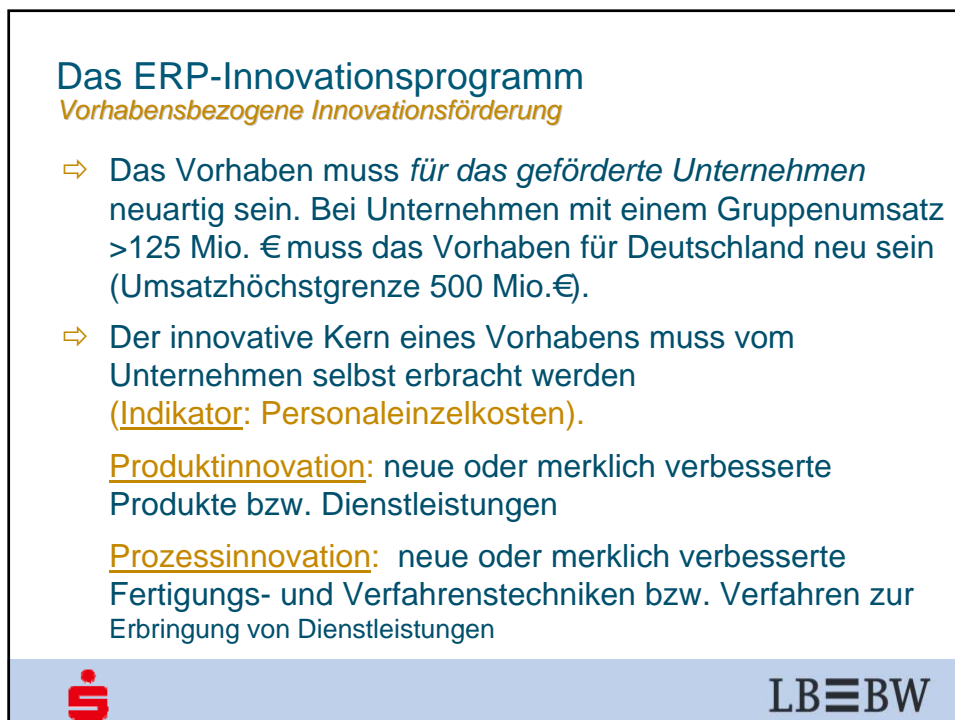 Das ERP-Innovationsprogramm
Vorhabensbezogene Innovationsförderung
⇨ Das Vorhaben muss für das geförderte Unternehmen
neuartig sein. Bei Unternehmen mit einem Gruppenumsatz
>125 Mio. € muss das Vorhaben für Deutschland neu sein
(Umsatzhöchstgrenze 500 Mio.€).
⇨ Der innovative Kern eines Vorhabens muss vom
Unternehmen selbst erbracht werden
(Indikator: Personaleinzelkosten).
Produktinnovation: neue oder merklich verbesserte
Produkte bzw. Dienstleistungen
Prozessinnovation: neue oder merklich verbesserte
Fertigungs- und Verfahrenstechniken bzw. Verfahren zur
Erbringung von Dienstleistungen
LB≡BW